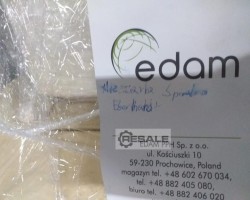 edam
RESALE
EDAM PPH Sp. z o.o.
ul. Kościuszki 10
59-230 Prochowice, Poland
magazyn tel. +48 602 670 034,
tel. +48 882 405 080,
biuro tel. +48 882 406 020